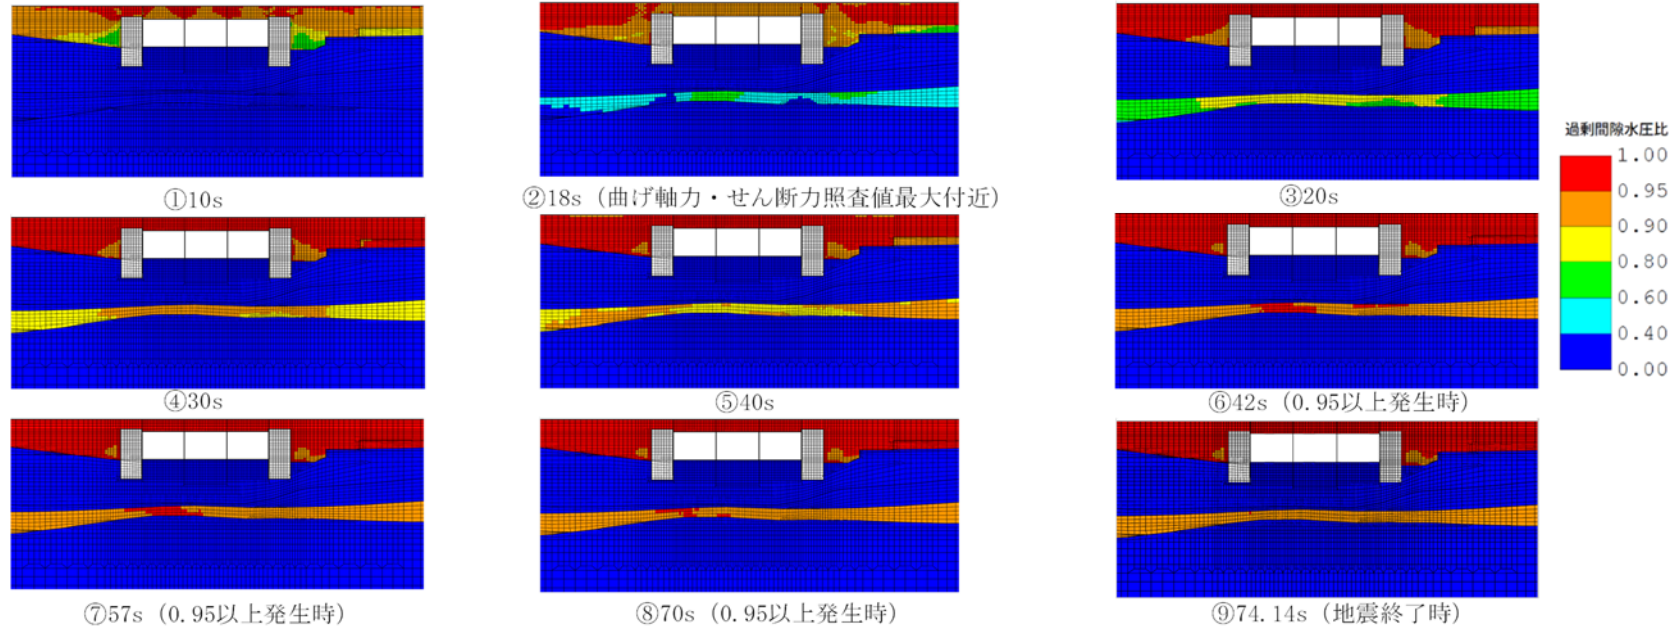 ①10s
②18s（曲げ軸力・せん断力照査値最大付近）
③20s
過剰間隙水圧比
1.00
0.95
0.90
0.80
0.60
0.40
0.00
④30s
⑤40s
⑥42s（0.95以上発生時）
⑦57s（0.95以上発生時）
⑧70s（0.95以上発生時）
⑨74.14s（地震終了時）